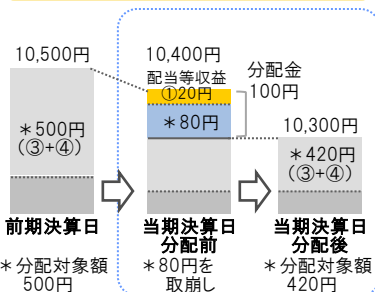 10,500円
＊500円
（③+④）
前期決算日
＊分配対象額
500円
10,400円
配当等収益
①20円
＊80円
分配金
100円
当期決算日
分配前
＊80円を
取崩し
10,300円
＊420円
（③+④）
当期決算日
分配後
＊分配対象額
420円